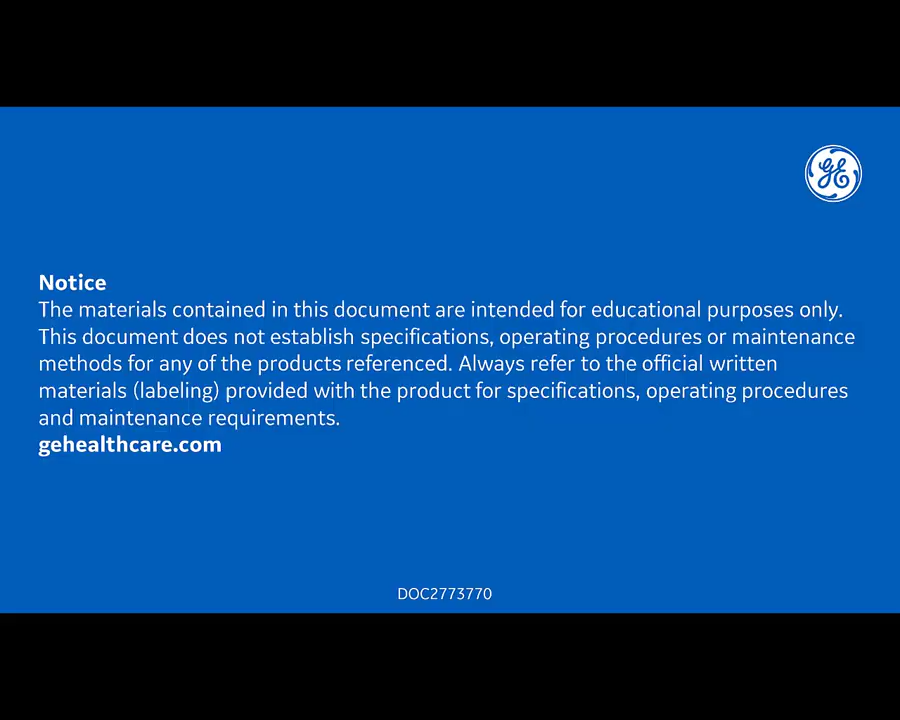 GE
Notice
The materials contained in this document are intended for educational purposes only.
This document does not establish specifications, operating procedures or maintenance
methods for any of the products referenced. Always refer to the official written
materials (labeling) provided with the product for specifications, operating procedures
and maintenance requirements.
gehealthcare.com
DOC2773770